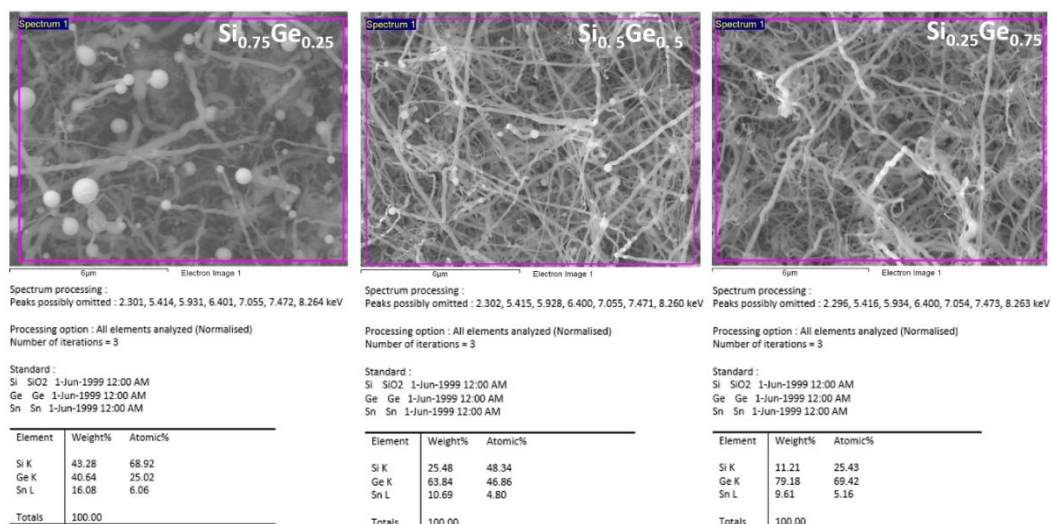 Spectrum 1
Si0.75Ge0.25
6µm
Electron Image 1
Spectrum processing :
Peaks possibly omitted : 2.301, 5.414, 5.931, 6.401, 7.055, 7.472, 8.264 keV
Processing option : All elements analyzed (Normalised)
Number of iterations = 3
Standard :
Si SiO2 1-Jun-1999 12:00 AM
Ge Ge 1-Jun-1999 12:00 AM
Sn Sn 1-Jun-1999 12:00 AM
Element Weight% Atomic%
Si K 43.28 68.92
Ge K 40.64 25.02
Sn L 16.08 6.06
Totals 100.00
Spectrum 1
Si0.5Ge0.5
6µm
Electron Image 1
Spectrum processing :
Peaks possibly omitted : 2.302, 5.415, 5.928, 6.400, 7.055, 7.471, 8.260 keV
Processing option : All elements analyzed (Normalised)
Number of iterations = 3
Standard :
Si SiO2 1-Jun-1999 12:00 AM
Ge Ge 1-Jun-1999 12:00 AM
Sn Sn 1-Jun-1999 12:00 AM
Element Weight% Atomic%
Si K 25.48 48.34
Ge K 63.84 46.86
Sn L 10.69 4.80
Totals 100.00
Spectrum 1
Si0.25Ge0.75
6µm
Electron Image 1
Spectrum processing :
Peaks possibly omitted : 2.296, 5.416, 5.934, 6.400, 7.054, 7.473, 8.263 keV
Processing option : All elements analyzed (Normalised)
Number of iterations = 3
Standard :
Si SiO2 1-Jun-1999 12:00 AM
Ge Ge 1-Jun-1999 12:00 AM
Sn Sn 1-Jun-1999 12:00 AM
Element Weight% Atomic%
Si K 11.21 25.43
Ge K 79.18 69.42
Sn L 9.61 5.16
Totals 100.00